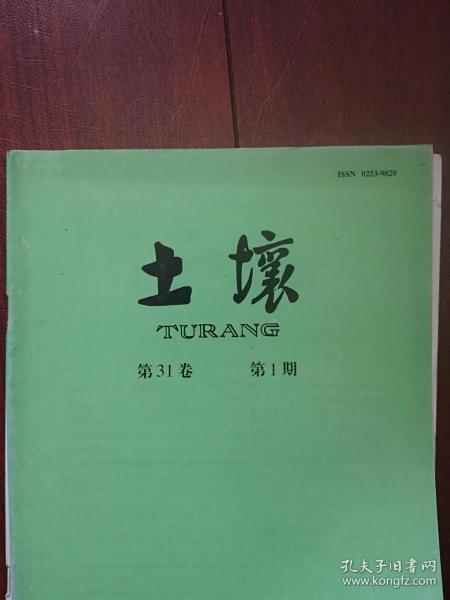 ISSN 0253-9829
土壤
TURANG
第31卷 第1期
孔夫子旧书网
www.kongfz.com